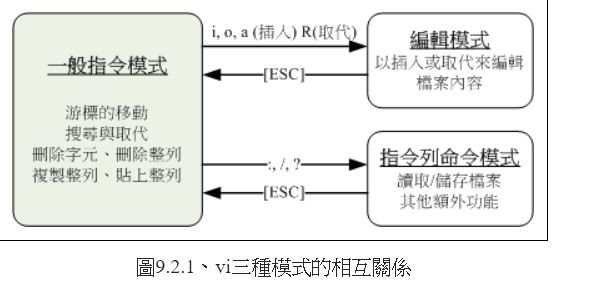 一般指令模式
游標的移動
搜尋與取代
刪除字元、刪除整列
複製整列、貼上整列
i, o, a (插入) R(取代)
[ESC]
編輯模式
以插入或取代來編輯
檔案內容
:, /, ?
[ESC]
指令列命令模式
讀取/儲存檔案
其他額外功能
圖9.2.1、vi三種模式的相互關係